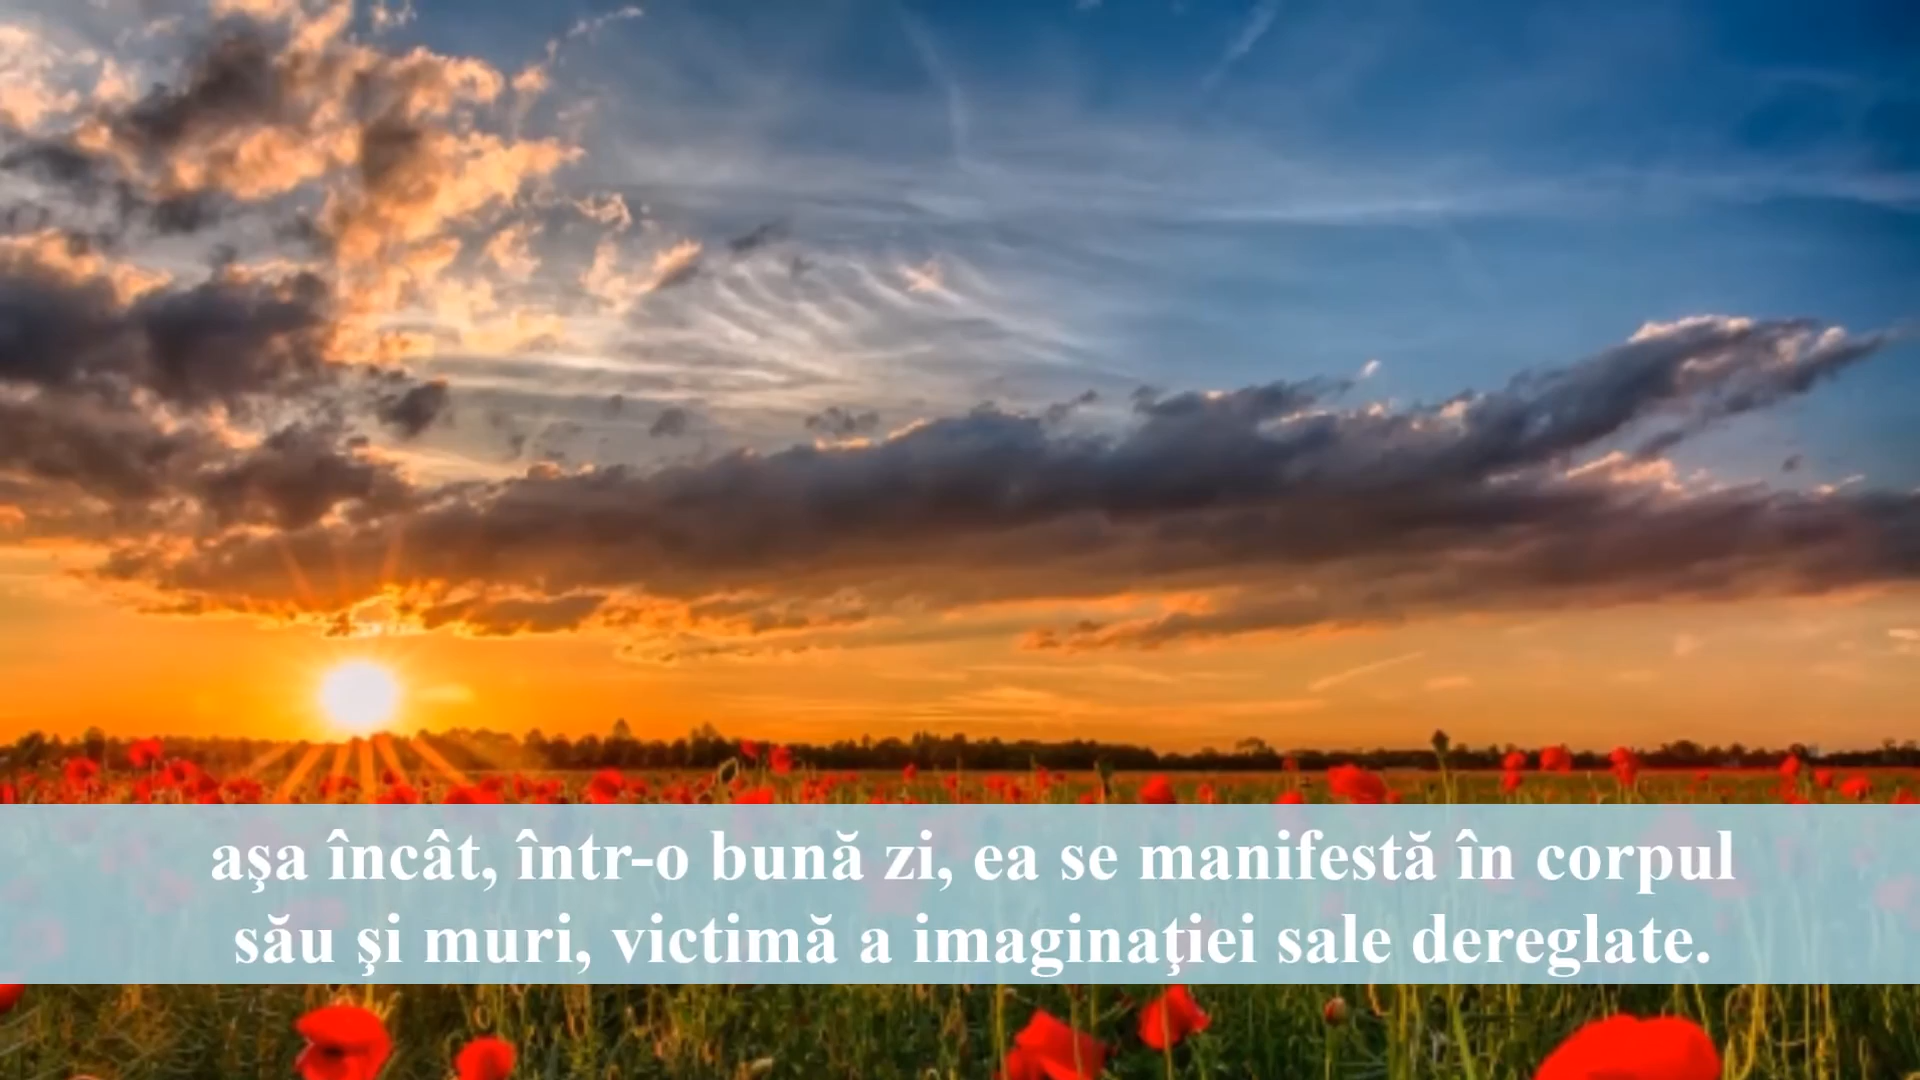 aşa încât, într-o bună zi, ea se manifestă în corpul
său şi muri, victimă a imaginaţiei sale dereglate.